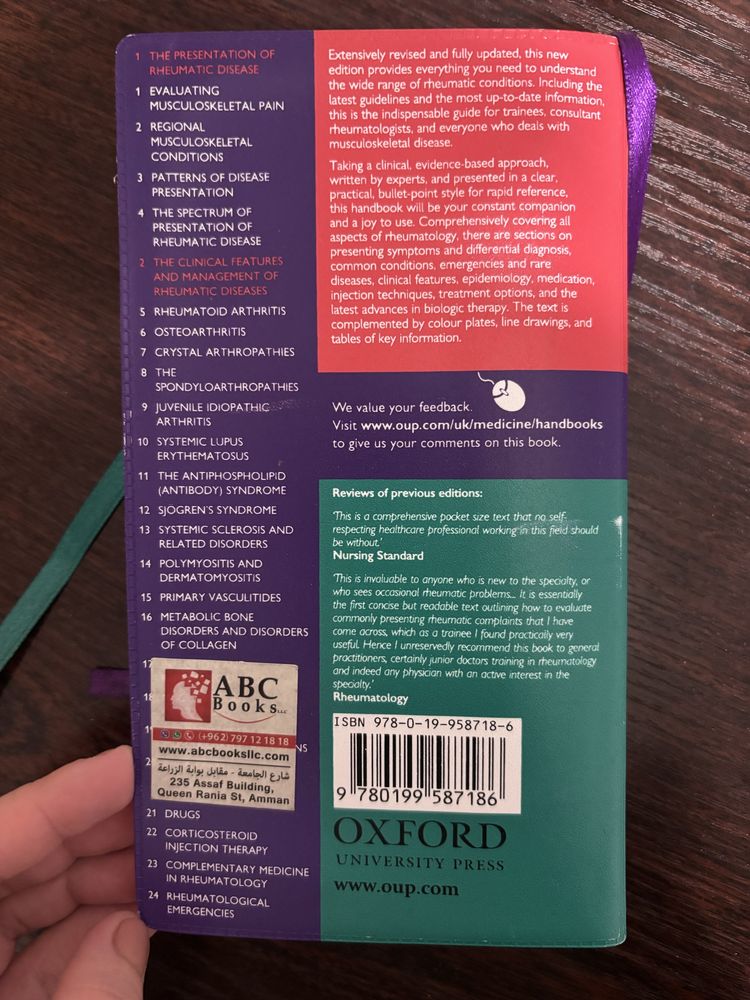 1 THE PRESENTATION OF
RHEUMATIC DISEASE
1 EVALUATING
MUSCULOSKELETAL PAIN
2 REGIONAL
MUSCULOSKELETAL
CONDITIONS
3 PATTERNS OF DISEASE
PRESENTATION
4 THE SPECTRUM OF
PRESENTATION OF
RHEUMATIC DISEASE
2 THE CLINICAL FEATURES
AND MANAGEMENT OF
RHEUMATIC DISEASES
5 RHEUMATOID ARTHRITIS
6 OSTEOARTHRITIS
7 CRYSTAL ARTHROPATHIES
8 THE
SPONDYLOARTHROPATHIES
9 JUVENILE IDIOPATHIC
ARTHRITIS
10 SYSTEMIC LUPUS
ERYTHEMATOSUS
11 THE ANTIPHOSPHOLIPID
(ANTIBODY) SYNDROME
12 SJOGREN'S SYNDROME
13 SYSTEMIC SCLEROSIS AND
RELATED DISORDERS
14 POLYMYOSITIS AND
DERMATOMYOSITIS
15 PRIMARY VASCULITIDES
16 METABOLIC BONE
DISORDERS AND DISORDERS
OF COLLAGEN
17
18
ABC
Books LLC
(+962) 797 12 18 18
www.abcbooksllc.com
شارع الجامعة - مقابل بوابة الزراعة
235 Assaf Building,
Queen Rania St, Amman
21 DRUGS
22 CORTICOSTEROID
INJECTION THERAPY
23 COMPLEMENTARY MEDICINE
IN RHEUMATOLOGY
24 RHEUMATOLOGICAL
EMERGENCIES
Extensively revised and fully updated, this new
edition provides everything you need to understand
the wide range of rheumatic conditions. Including the
latest guidelines and the most up-to-date information,
this is the indispensable guide for trainees, consultant
rheumatologists, and everyone who deals with
musculoskeletal disease.
Taking a clinical, evidence-based approach,
written by experts, and presented in a clear,
practical, bullet-point style for rapid reference,
this handbook will be your constant companion
and a joy to use. Comprehensively covering all
aspects of rheumatology, there are sections on
presenting symptoms and differential diagnosis,
common conditions, emergencies and rare
diseases, clinical features, epidemiology, medication,
injection techniques, treatment options, and the
latest advances in biologic therapy. The text is
complemented by colour plates, line drawings, and
tables of key information.
We value your feedback.
Visit www.oup.com/uk/medicine/handbooks
to give us your comments on this book.
Reviews of previous editions:
'This is a comprehensive pocket size text that no self-
respecting healthcare professional working in this field should
be without.'
Nursing Standard
'This is invaluable to anyone who is new to the specialty, or
who sees occasional rheumatic problems... It is essentially
the first concise but readable text outlining how to evaluate
commonly presenting rheumatic complaints that I have
come across, which as a trainee I found practically very
useful. Hence I unreservedly recommend this book to general
practitioners, certainly junior doctors training in rheumatology
and indeed any physician with an active interest in the
specialty.'
Rheumatology
ISBN 978-0-19-958718-6
9 780199 587186
OXFORD
UNIVERSITY PRESS
www.oup.com